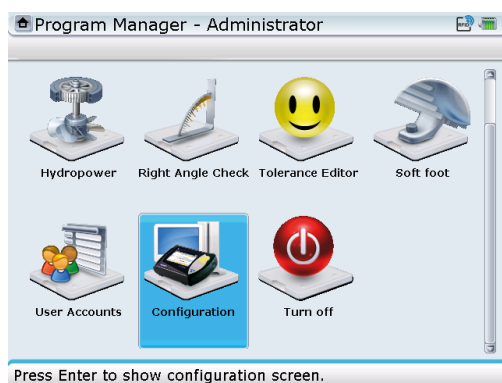 Program Manager - Administrator
RFID
Hydropower
Right Angle Check
Tolerance Editor
Soft foot
User Accounts
Configuration
Turn off
Press Enter to show configuration screen.